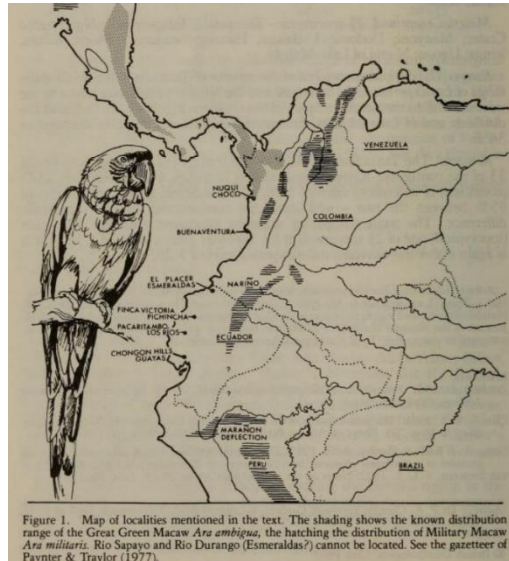 VENEZUELA
NUQUI
CHOCO
COLOMBIA
BUENAVENTURA
EL PLACER
ESMERALDAS
NARIÑO
FINCA VICTORIA
PICHINCHA
PACARITAMBO,
LOS RIOS
ECUADOR
CHONGON HILLS
GUAYAS
?
?
MARAÑON
DEFLECTION
PERU
BRAZIL
Figure 1. Map of localities mentioned in the text. The shading shows the known distribution
range of the Great Green Macaw Ara ambigua, the hatching the distribution of Military Macaw
Ara militaris. Rio Sapayo and Rio Durango (Esmeraldas?) cannot be located. See the gazetteer of
Paynter & Traylor (1977).